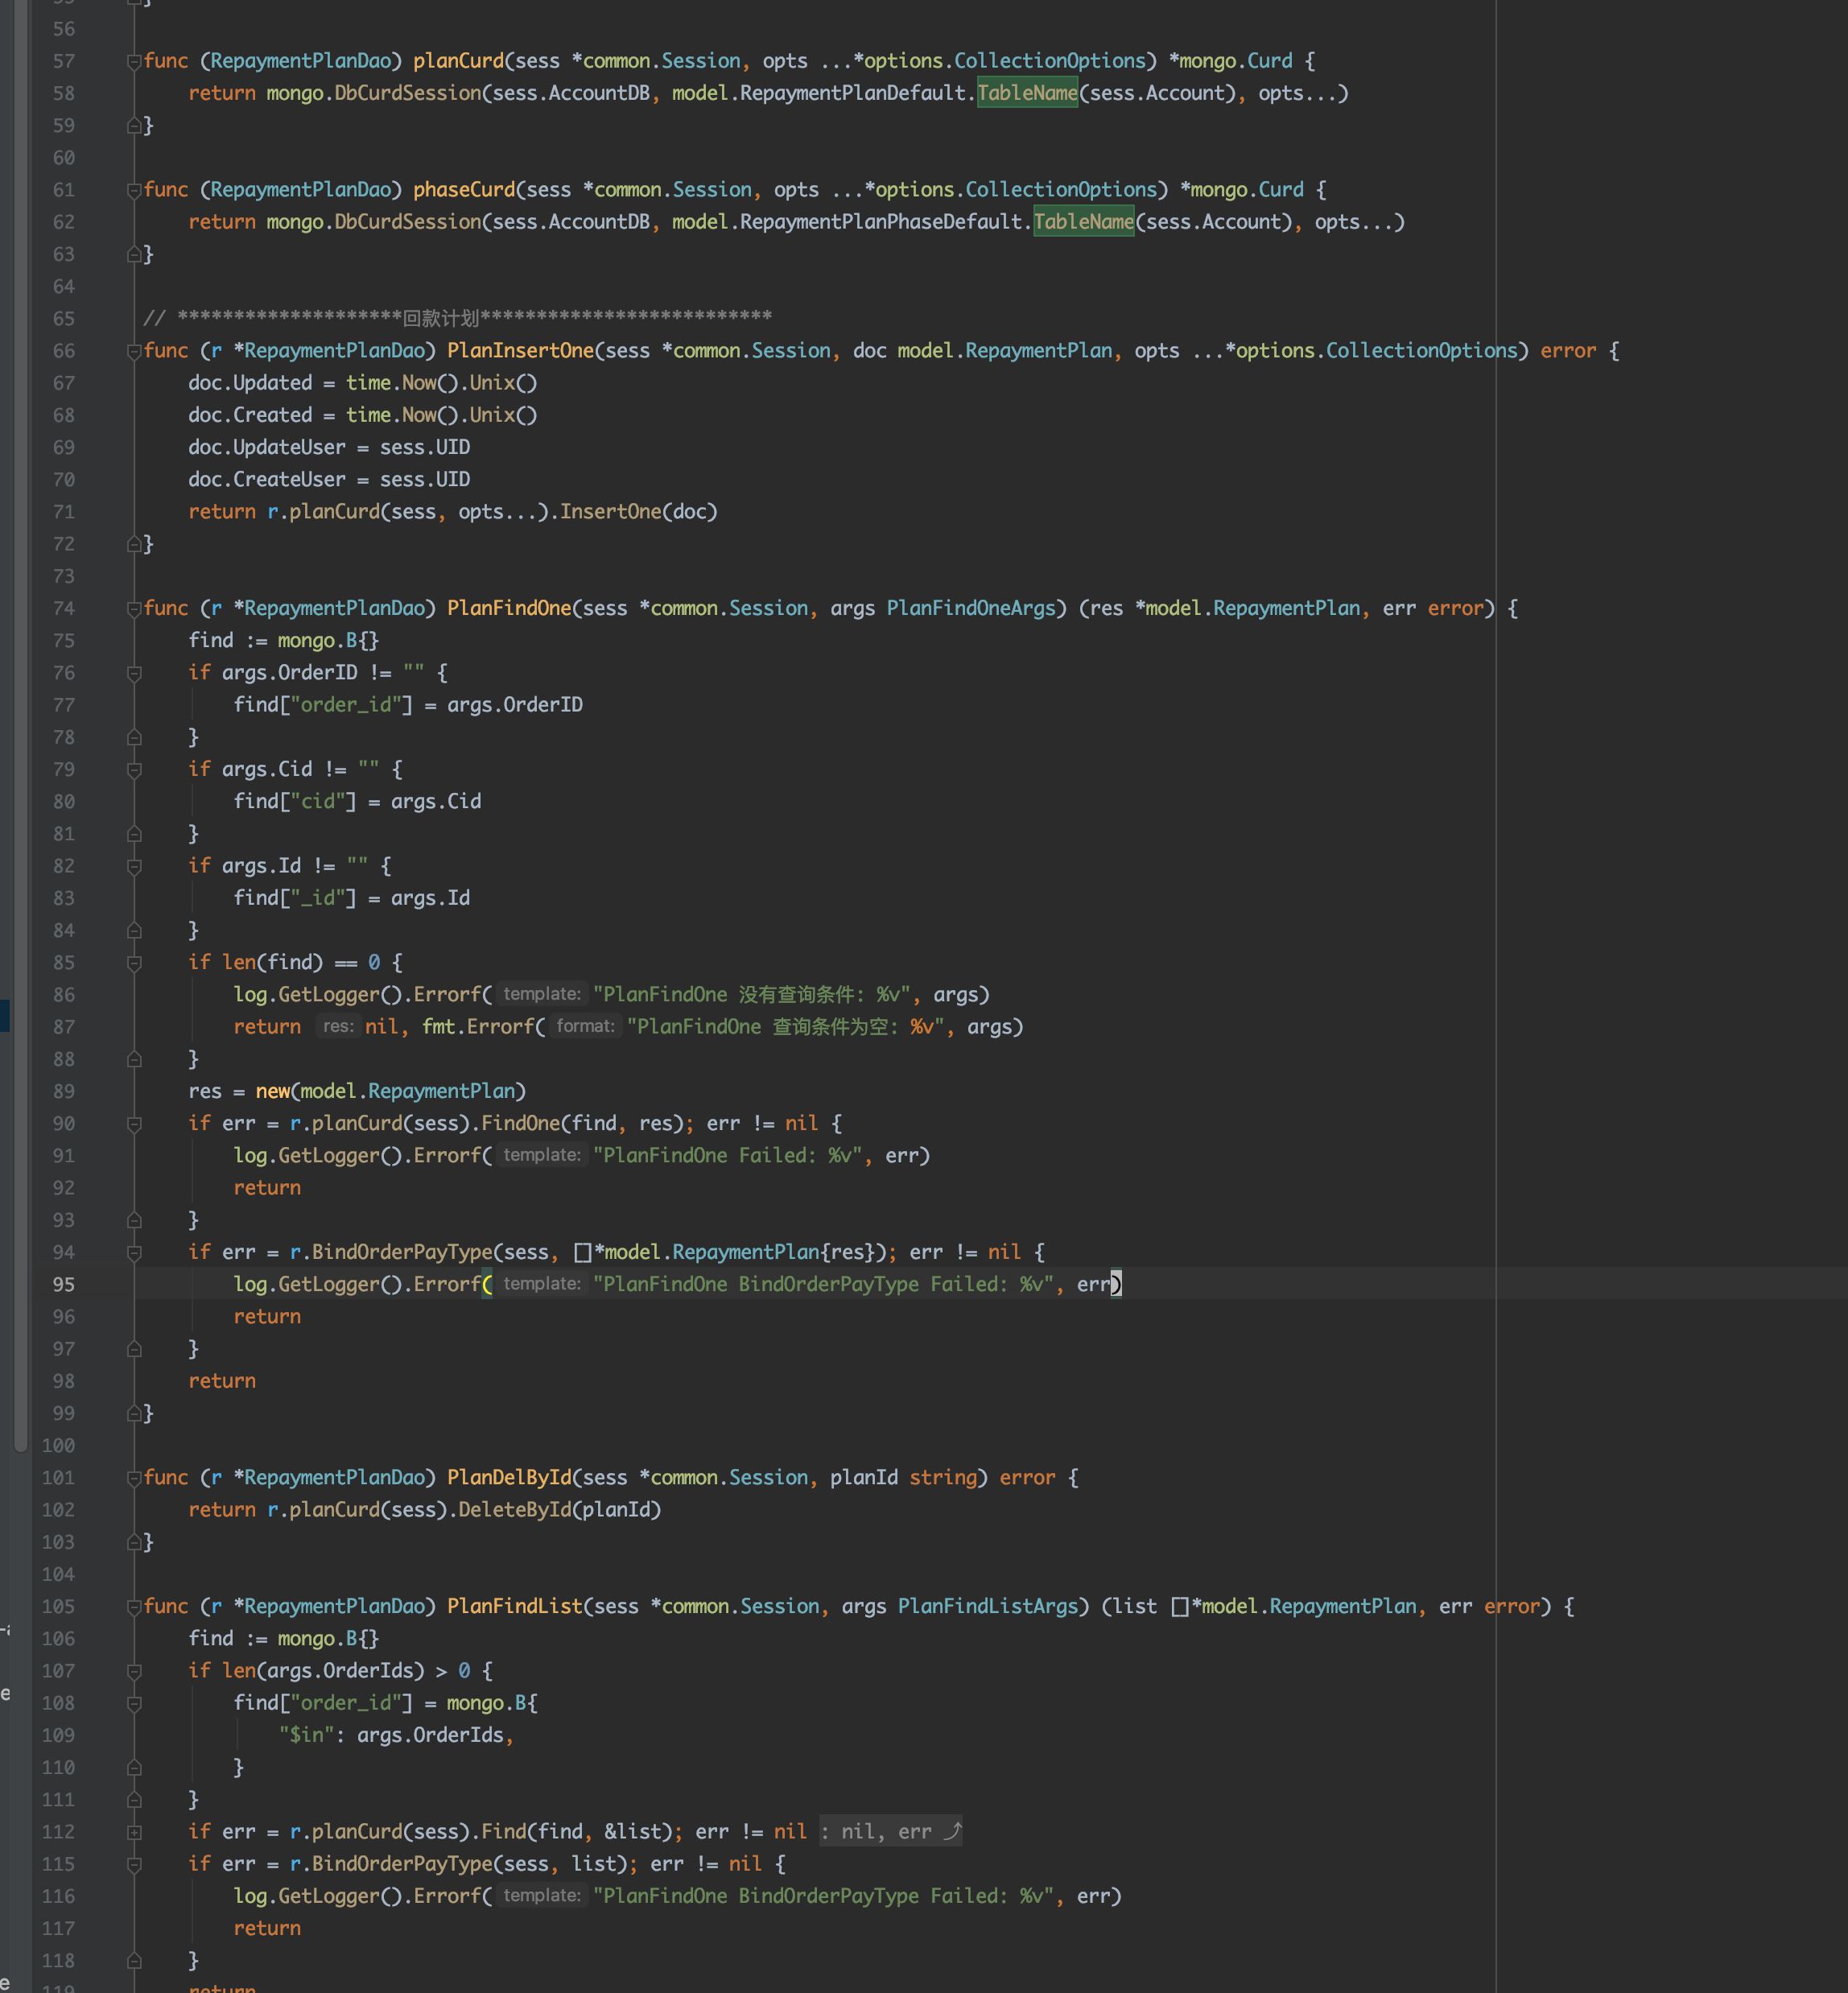 56
57 func (RepaymentPlanDao) planCurd(sess *common.Session, opts ...*options.CollectionOptions) *mongo.Curd {
58 return mongo.DbCurdSession(sess.AccountDB, model.RepaymentPlanDefault.TableName(sess.Account), opts...)
59 }
60
61 func (RepaymentPlanDao) phaseCurd(sess *common.Session, opts ...*options.CollectionOptions) *mongo.Curd {
62 return mongo.DbCurdSession(sess.AccountDB, model.RepaymentPlanPhaseDefault.TableName(sess.Account), opts...)
63 }
64
65 // ********************回款计划**************************
66 func (r *RepaymentPlanDao) PlanInsertOne(sess *common.Session, doc model.RepaymentPlan, opts ...*options.CollectionOptions) error {
67 doc.Updated = time.Now().Unix()
68 doc.Created = time.Now().Unix()
69 doc.UpdateUser = sess.UID
70 doc.CreateUser = sess.UID
71 return r.planCurd(sess, opts...).InsertOne(doc)
72 }
73
74 func (r *RepaymentPlanDao) PlanFindOne(sess *common.Session, args PlanFindOneArgs) (res *model.RepaymentPlan, err error) {
75 find := mongo.B{}
76 if args.OrderID != "" {
77 find["order_id"] = args.OrderID
78 }
79 if args.Cid != "" {
80 find["cid"] = args.Cid
81 }
82 if args.Id != "" {
83 find["_id"] = args.Id
84 }
85 if len(find) == 0 {
86 log.GetLogger().Errorf( template: "PlanFindOne 没有查询条件: %v", args)
87 return res: nil, fmt.Errorf( format: "PlanFindOne 查询条件为空: %v", args)
88 }
89 res = new(model.RepaymentPlan)
90 if err = r.planCurd(sess).FindOne(find, res); err != nil {
91 log.GetLogger().Errorf( template: "PlanFindOne Failed: %v", err)
92 return
93 }
94 if err = r.BindOrderPayType(sess, []*model.RepaymentPlan{res}); err != nil {
95 log.GetLogger().Errorf( template: "PlanFindOne BindOrderPayType Failed: %v", err)
96 return
97 }
98 return
99 }
100
101 func (r *RepaymentPlanDao) PlanDelById(sess *common.Session, planId string) error {
102 return r.planCurd(sess).DeleteById(planId)
103 }
104
105 func (r *RepaymentPlanDao) PlanFindList(sess *common.Session, args PlanFindListArgs) (list []*model.RepaymentPlan, err error) {
106 find := mongo.B{}
107 if len(args.OrderIds) > 0 {
108 find["order_id"] = mongo.B{
109 "$in": args.OrderIds,
110 }
111 }
112 if err = r.planCurd(sess).Find(find, &list); err != nil : nil, err ⤴
115 if err = r.BindOrderPayType(sess, list); err != nil {
116 log.GetLogger().Errorf( template: "PlanFindOne BindOrderPayType Failed: %v", err)
117 return
118 }
119 return